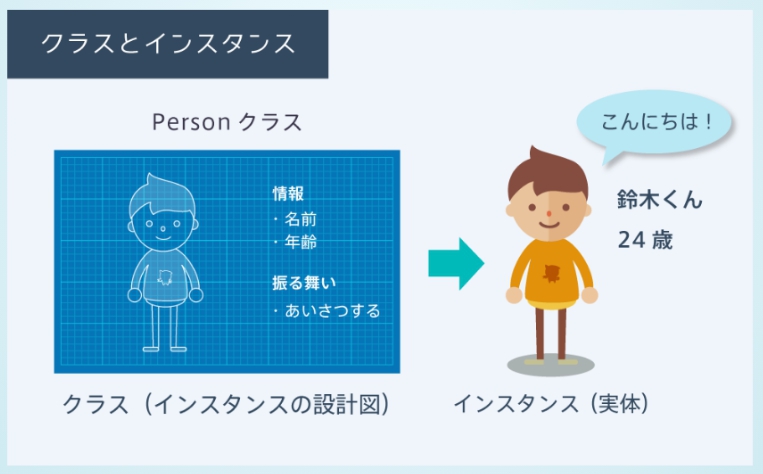 クラスとインスタンス
Person クラス
こんにちは！
情報
・名前
・年齢
振る舞い
・あいさつする
鈴木くん
24 歳
クラス（インスタンスの設計図）
インスタンス（実体）